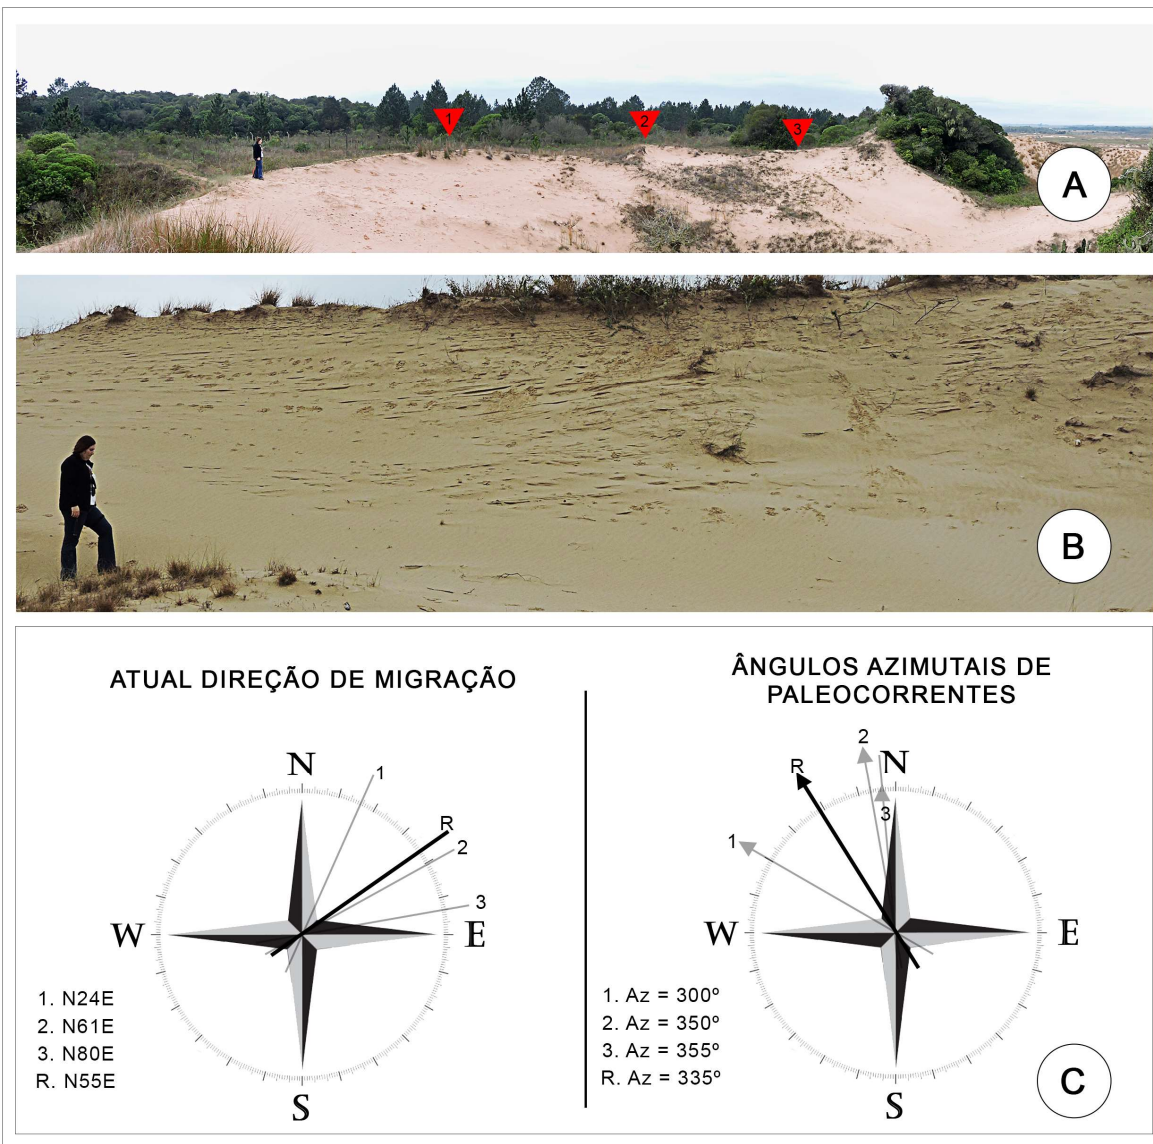 1
2
3
A
B
ATUAL DIREÇÃO DE MIGRAÇÃO
N
1
R
2
3
W
E
S
1. N24E
2. N61E
3. N80E
R. N55E
ÂNGULOS AZIMUTAIS DE
PALEOCORRENTES
2
R
N
3
1
W
E
S
1. Az = 300º
2. Az = 350º
3. Az = 355º
R. Az = 335º
C